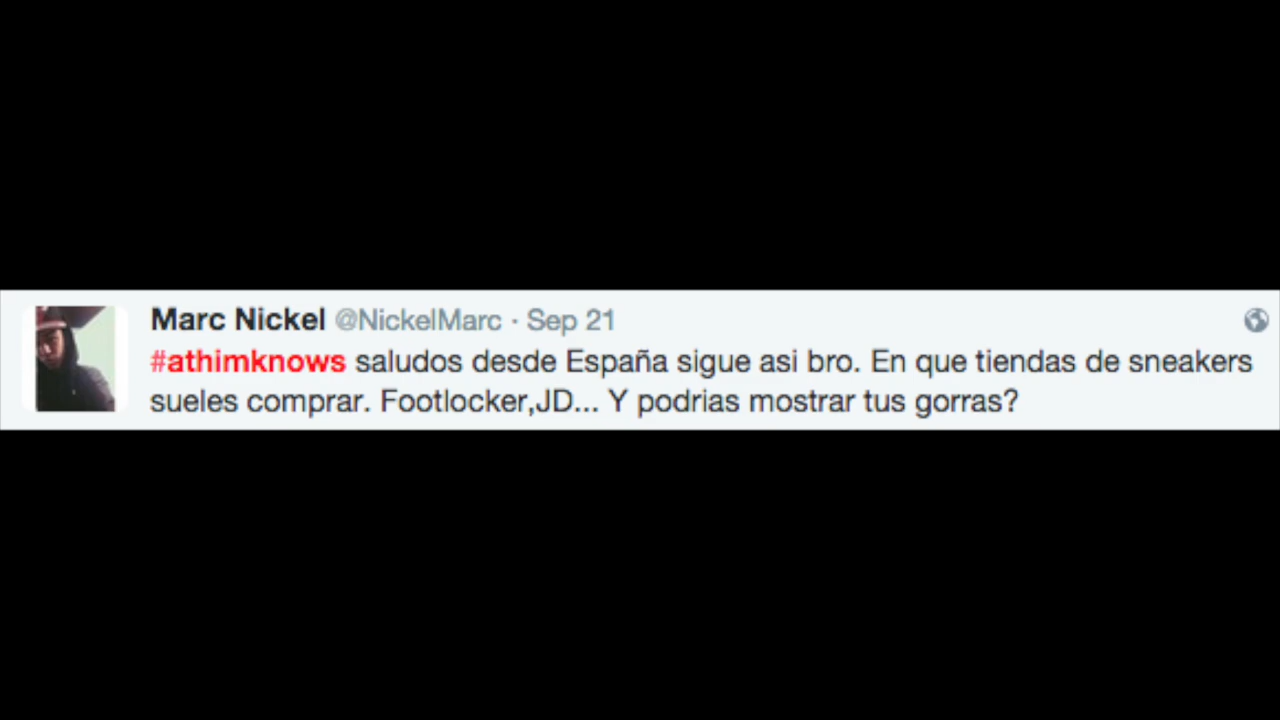 Marc Nickel @NickelMarc · Sep 21
#athimknows saludos desde España sigue asi bro. En que tiendas de sneakers
sueles comprar. Footlocker,JD... Y podrias mostrar tus gorras?